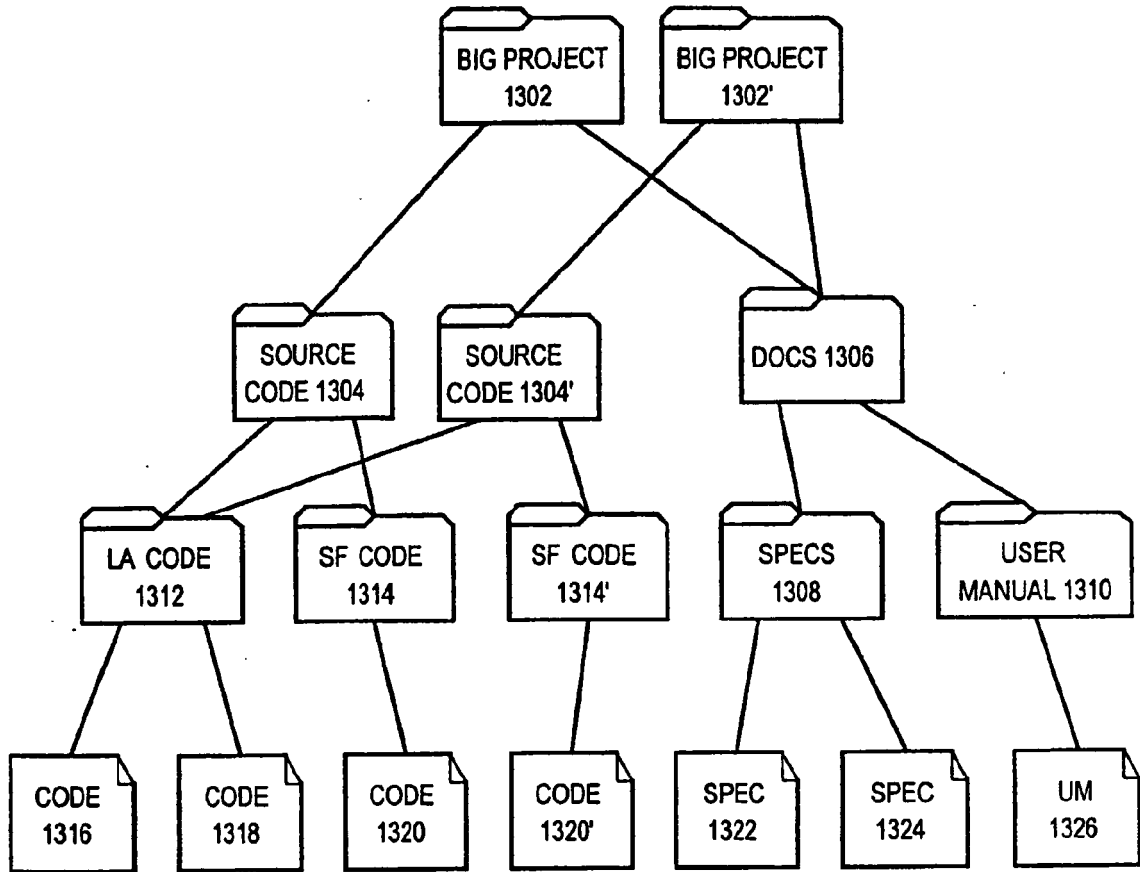 BIG PROJECT
1302
BIG PROJECT
1302'
SOURCE
CODE 1304
SOURCE
CODE 1304'
DOCS 1306
LA CODE
1312
SF CODE
1314
SF CODE
1314'
SPECS
1308
USER
MANUAL 1310
CODE
1316
CODE
1318
CODE
1320
CODE
1320'
SPEC
1322
SPEC
1324
UM
1326